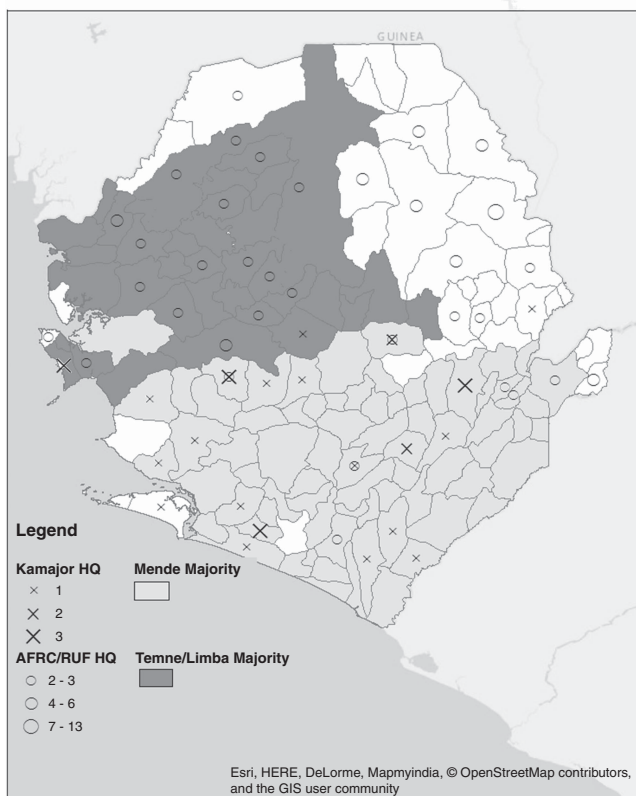 GUINEA
Legend
Kamajor HQ
1
2
3
Mende Majority
AFRC/RUF HQ
2 - 3
4 - 6
7 - 13
Temne/Limba Majority
Esri, HERE, DeLorme, Mapmyindia, © OpenStreetMap contributors,
and the GIS user community